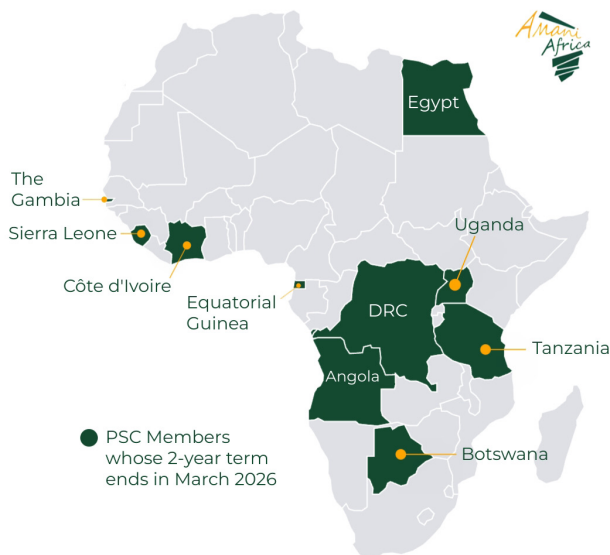 Amani
Africa
Egypt
The
Gambia
Uganda
Sierra Leone
Côte d'Ivoire
Equatorial
Guinea
DRC
Tanzania
Angola
PSC Members
whose 2-year term
ends in March 2026
Botswana